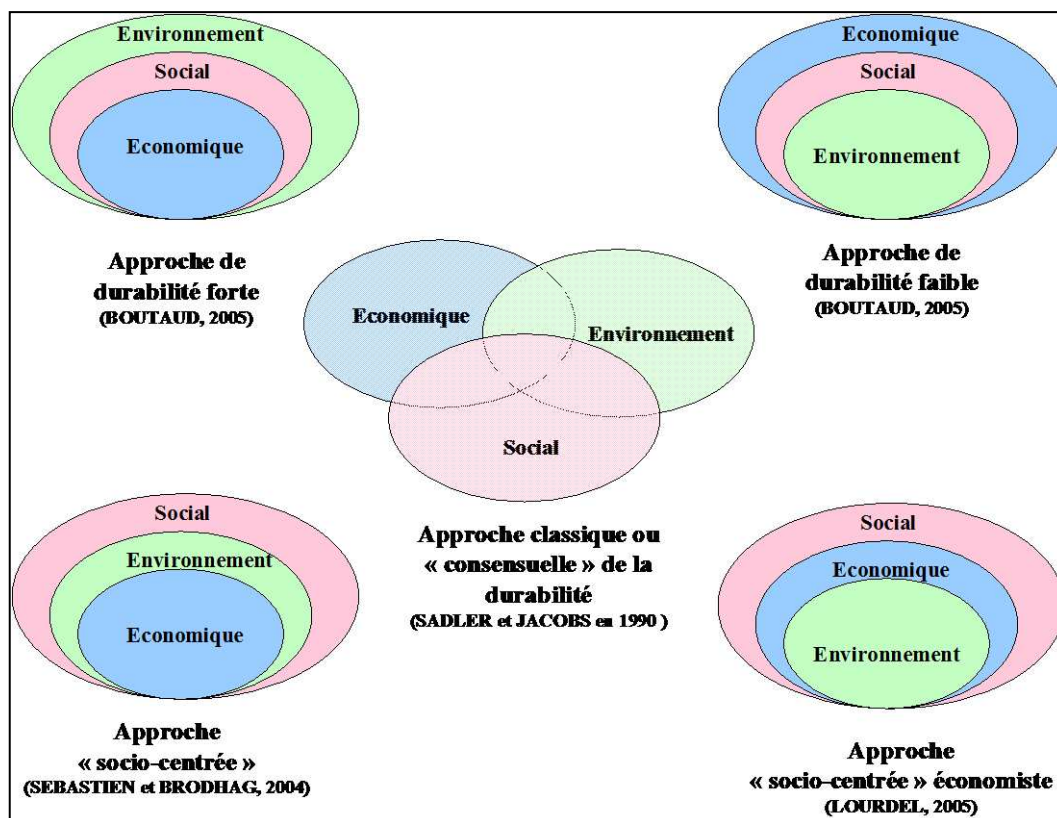 Environnement
Social
Economique
Approche de
durabilité forte
(BOUTAUD, 2005)
Economique
Social
Environnement
Approche de
durabilité faible
(BOUTAUD, 2005)
Economique
Environnement
Social
Approche classique ou
« consensuelle » de la
durabilité
(SADLER et JACOBS en 1990 )
Social
Environnement
Economique
Approche
« socio-centrée »
(SEBASTIEN et BRODHAG, 2004)
Social
Economique
Environnement
Approche
« socio-centrée » économiste
(LOURDEL, 2005)